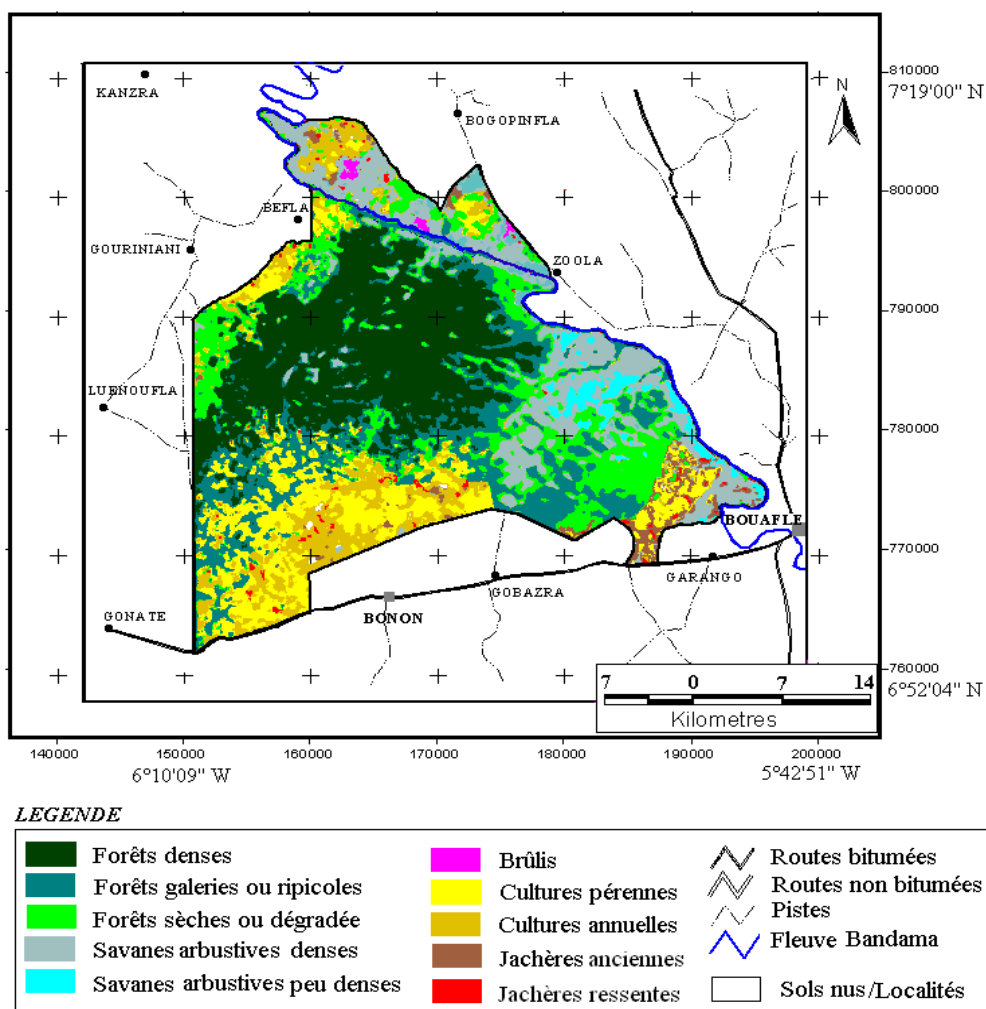 N
810000
7°19'00" N
KANZRA
BOGOPINFLA
800000
BEFLA
GOURINIANI
ZOOLA
790000
LUENOUFLA
780000
BOUAFLE
770000
GARANGO
GOBAZRA
GONATE
BONON
760000
6°52'04" N
7 0 7 14
Kilometres
140000 150000 160000 170000 180000 190000 200000
6°10'09" W 5°42'51" W
LEGENDE
Forêts denses
Forêts galeries ou ripicoles
Forêts sèches ou dégradée
Savanes arbustives denses
Savanes arbustives peu denses
Brûlis
Cultures pérennes
Cultures annuelles
Jachères anciennes
Jachères ressentes
Routes bitumées
Routes non bitumées
Pistes
Fleuve Bandama
Sols nus/Localités